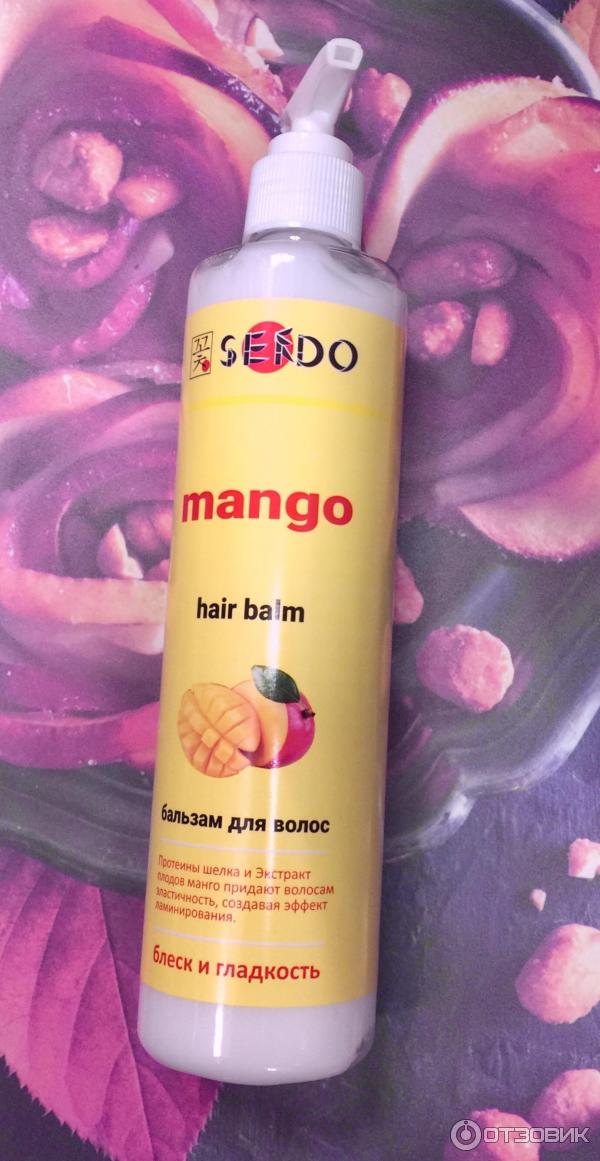 SENDO
mango
hair balm
бальзам для волос
Протеины шелка и Экстракт
плодов манго придают волосам
эластичность, создавая эффект
ламинирования.
блеск и гладкость
ОТЗОВИК